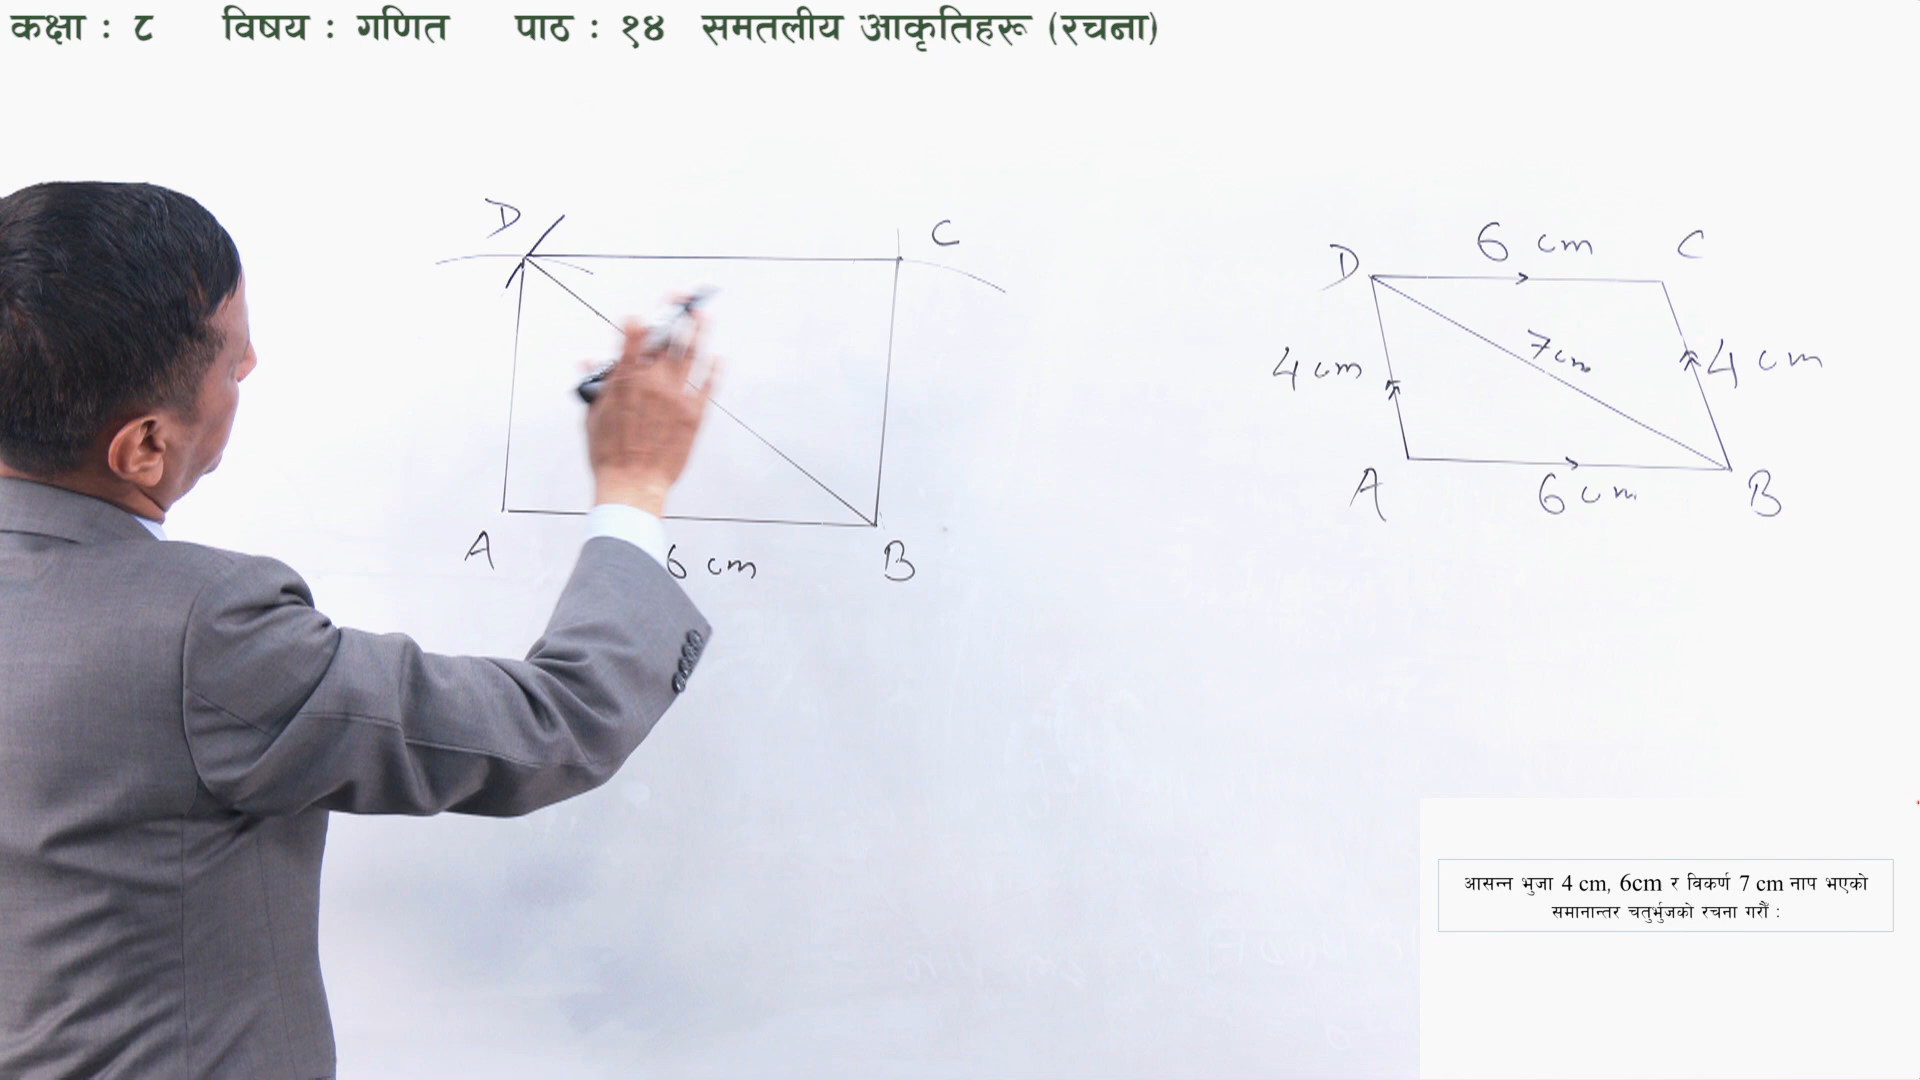 कक्षा : ८ विषय : गणित पाठ : १४ समतलीय आकृतिहरू (रचना)
D
C
A
6 cm
B
D
6 cm
C
4 cm
7cm
4 cm
A
6 cm
B
आसन्न भुजा 4 cm, 6cm र विकर्ण 7 cm नाप भएको
समानान्तर चतुर्भुजको रचना गरौँ :